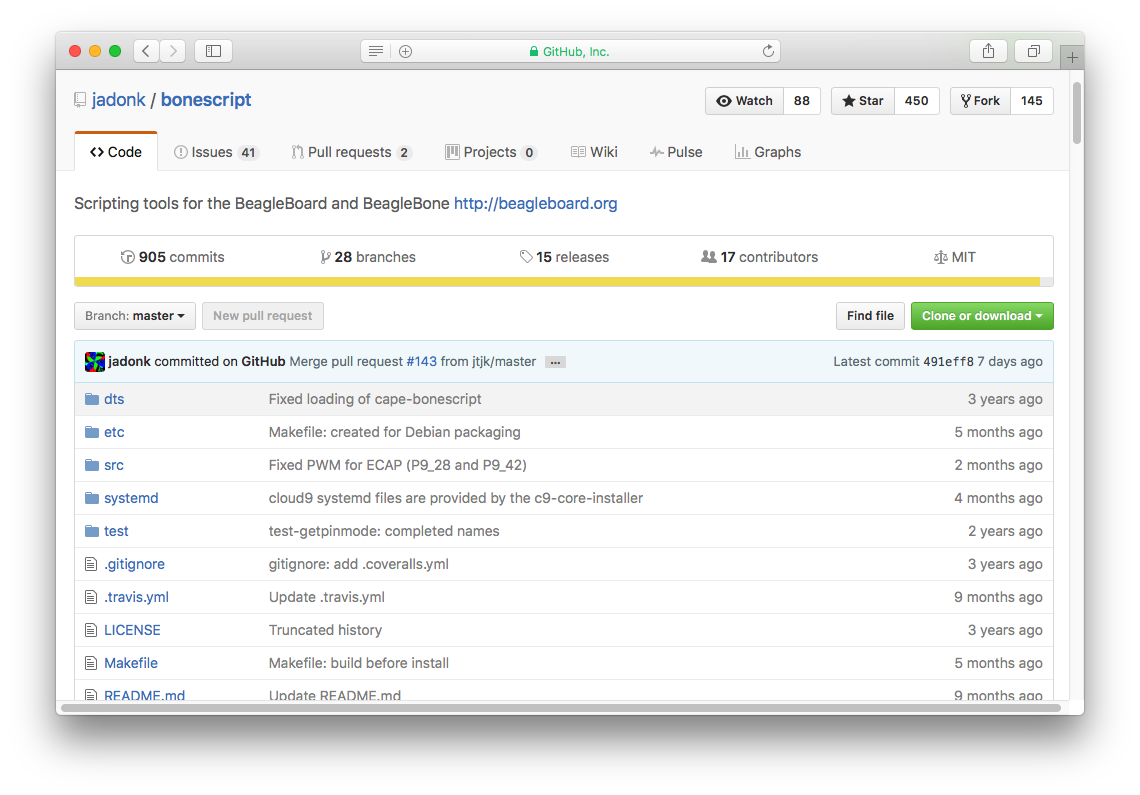 GitHub, Inc.
jadonk / bonescript
Watch 88 Star 450 Fork 145
Code Issues 41 Pull requests 2 Projects 0 Wiki Pulse Graphs
Scripting tools for the BeagleBoard and BeagleBone http://beagleboard.org
905 commits 28 branches 15 releases 17 contributors MIT
Branch: master New pull request Find file Clone or download
jadonk committed on GitHub Merge pull request #143 from jtjk/master ... Latest commit 491eff8 7 days ago
dts Fixed loading of cape-bonescript 3 years ago
etc Makefile: created for Debian packaging 5 months ago
src Fixed PWM for ECAP (P9_28 and P9_42) 2 months ago
systemd cloud9 systemd files are provided by the c9-core-installer 4 months ago
test test-getpinmode: completed names 2 years ago
.gitignore gitignore: add .coveralls.yml 3 years ago
.travis.yml Update .travis.yml 9 months ago
LICENSE Truncated history 3 years ago
Makefile Makefile: build before install 5 months ago
README.md Update README.md 9 months ago